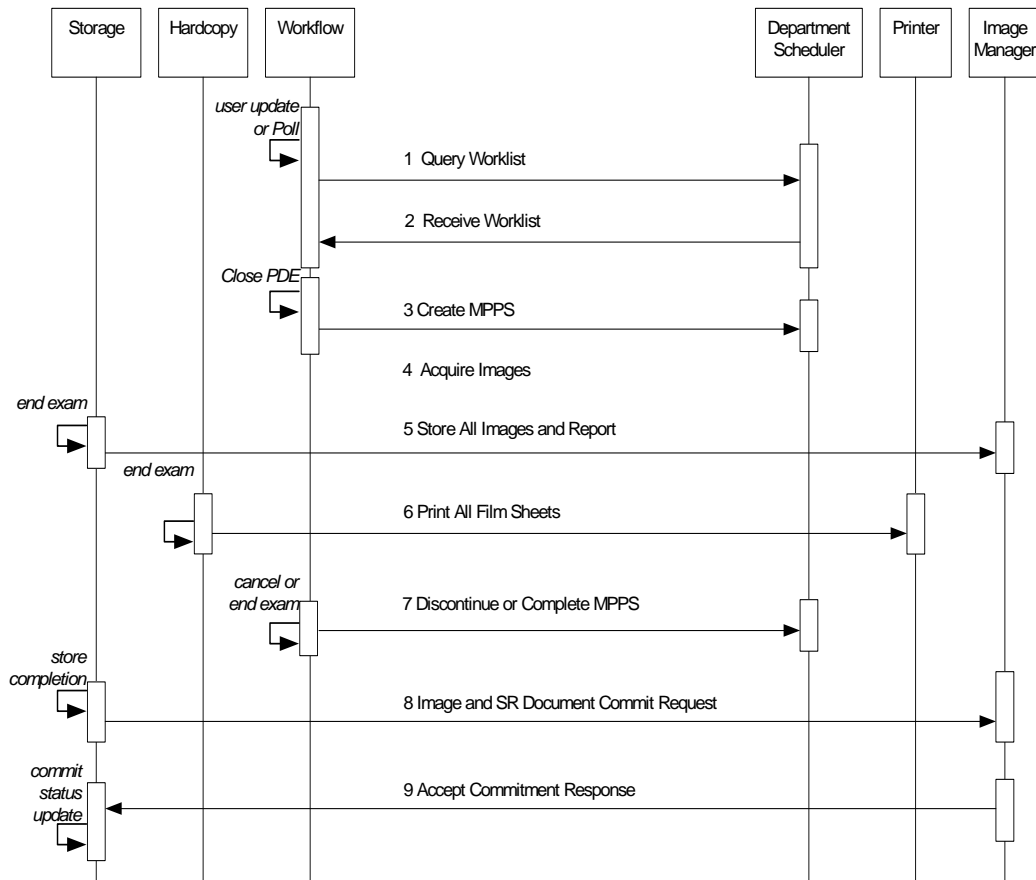 Storage
Hardcopy
Workflow
Department
Scheduler
Printer
Image
Manager
user update
or Poll
1 Query Worklist
2 Receive Worklist
Close PDE
3 Create MPPS
4 Acquire Images
end exam
5 Store All Images and Report
end exam
6 Print All Film Sheets
cancel or
end exam
7 Discontinue or Complete MPPS
store
completion
8 Image and SR Document Commit Request
commit
status
update
9 Accept Commitment Response